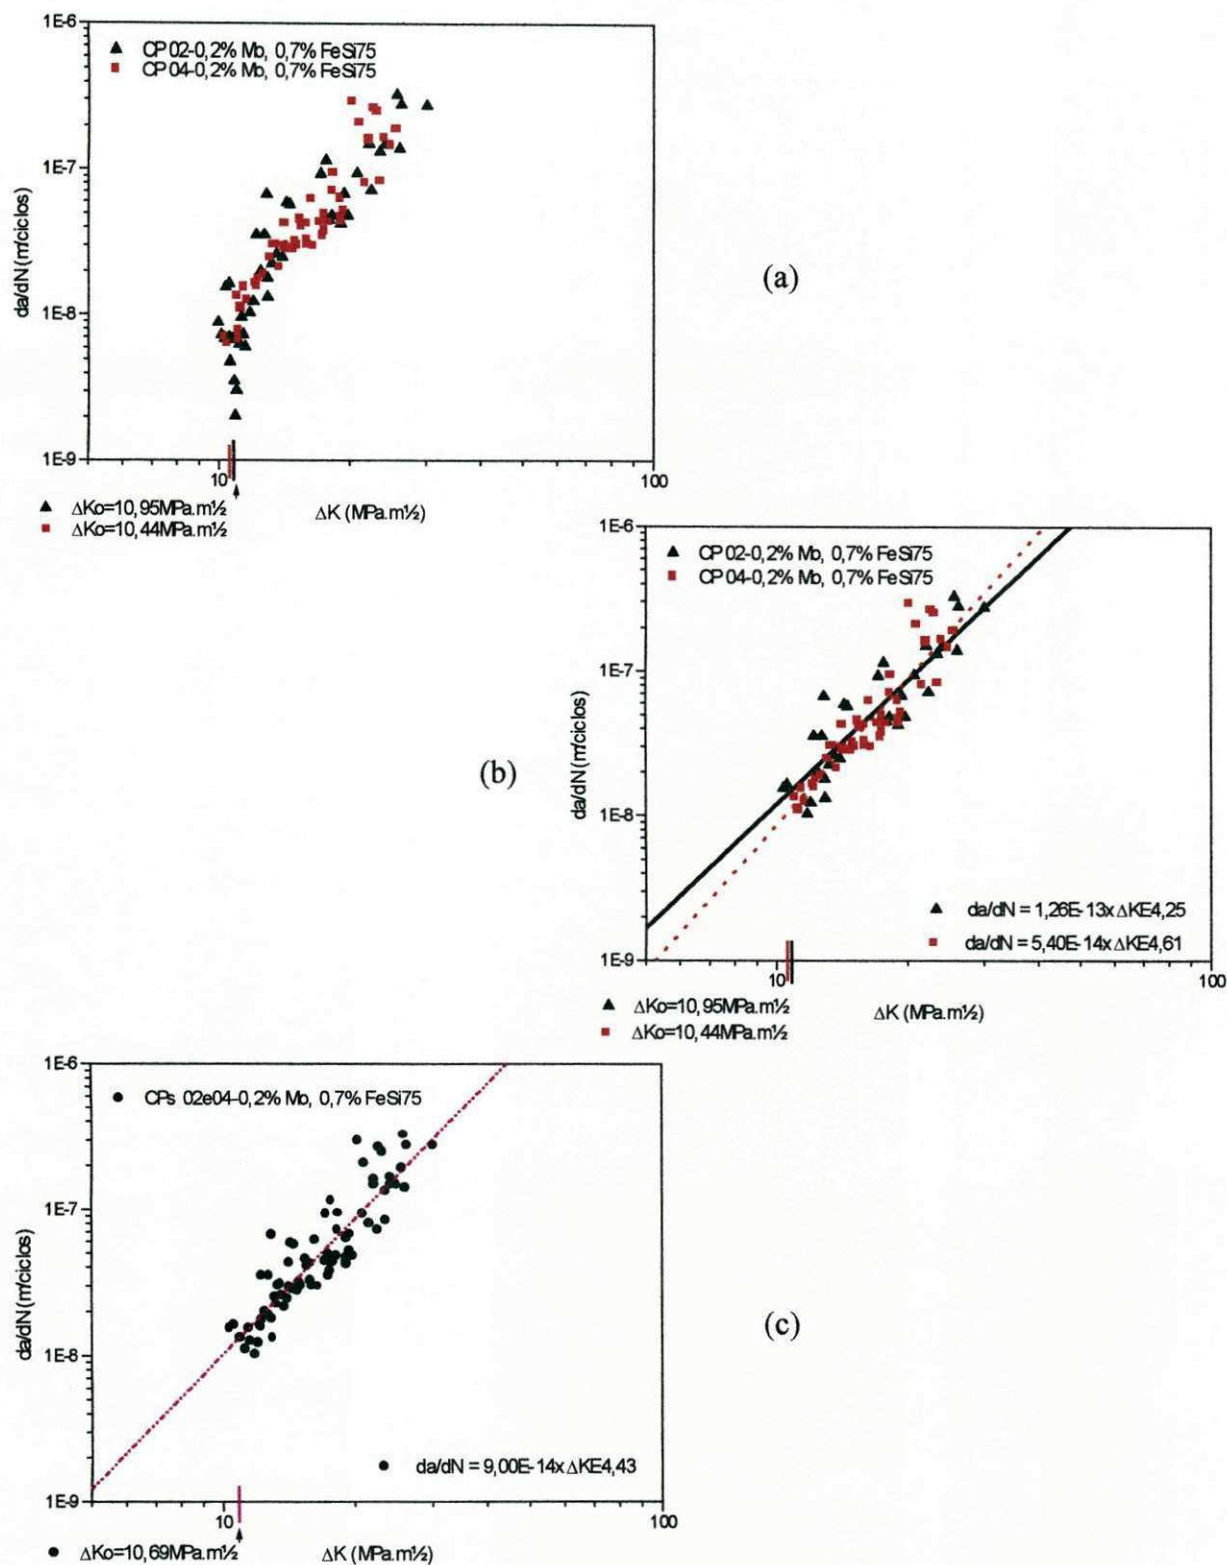 1E-6
CP 02-0,2% Mo, 0,7% FeSi75
CP 04-0,2% Mo, 0,7% FeSi75
1E-7
da/dN (m/ciclos)
(a)
1E-8
1E-9
10
100
ΔKo=10,95MPa.m½
ΔK (MPa.m½)
ΔKo=10,44MPa.m½
1E-6
CP 02-0,2% Mo, 0,7% FeSi75
CP 04-0,2% Mo, 0,7% FeSi75
1E-7
da/dN (m/ciclos)
(b)
1E-8
da/dN = 1,26E-13xΔKE4,25
da/dN = 5,40E-14xΔKE4,61
1E-9
10
100
ΔKo=10,95MPa.m½
ΔK (MPa.m½)
ΔKo=10,44MPa.m½
1E-6
CPs 02e04-0,2% Mo, 0,7% FeSi75
1E-7
da/dN (m/ciclos)
(c)
1E-8
da/dN = 9,00E-14xΔKE4,43
1E-9
10
100
ΔKo=10,69MPa.m½
ΔK (MPa.m½)